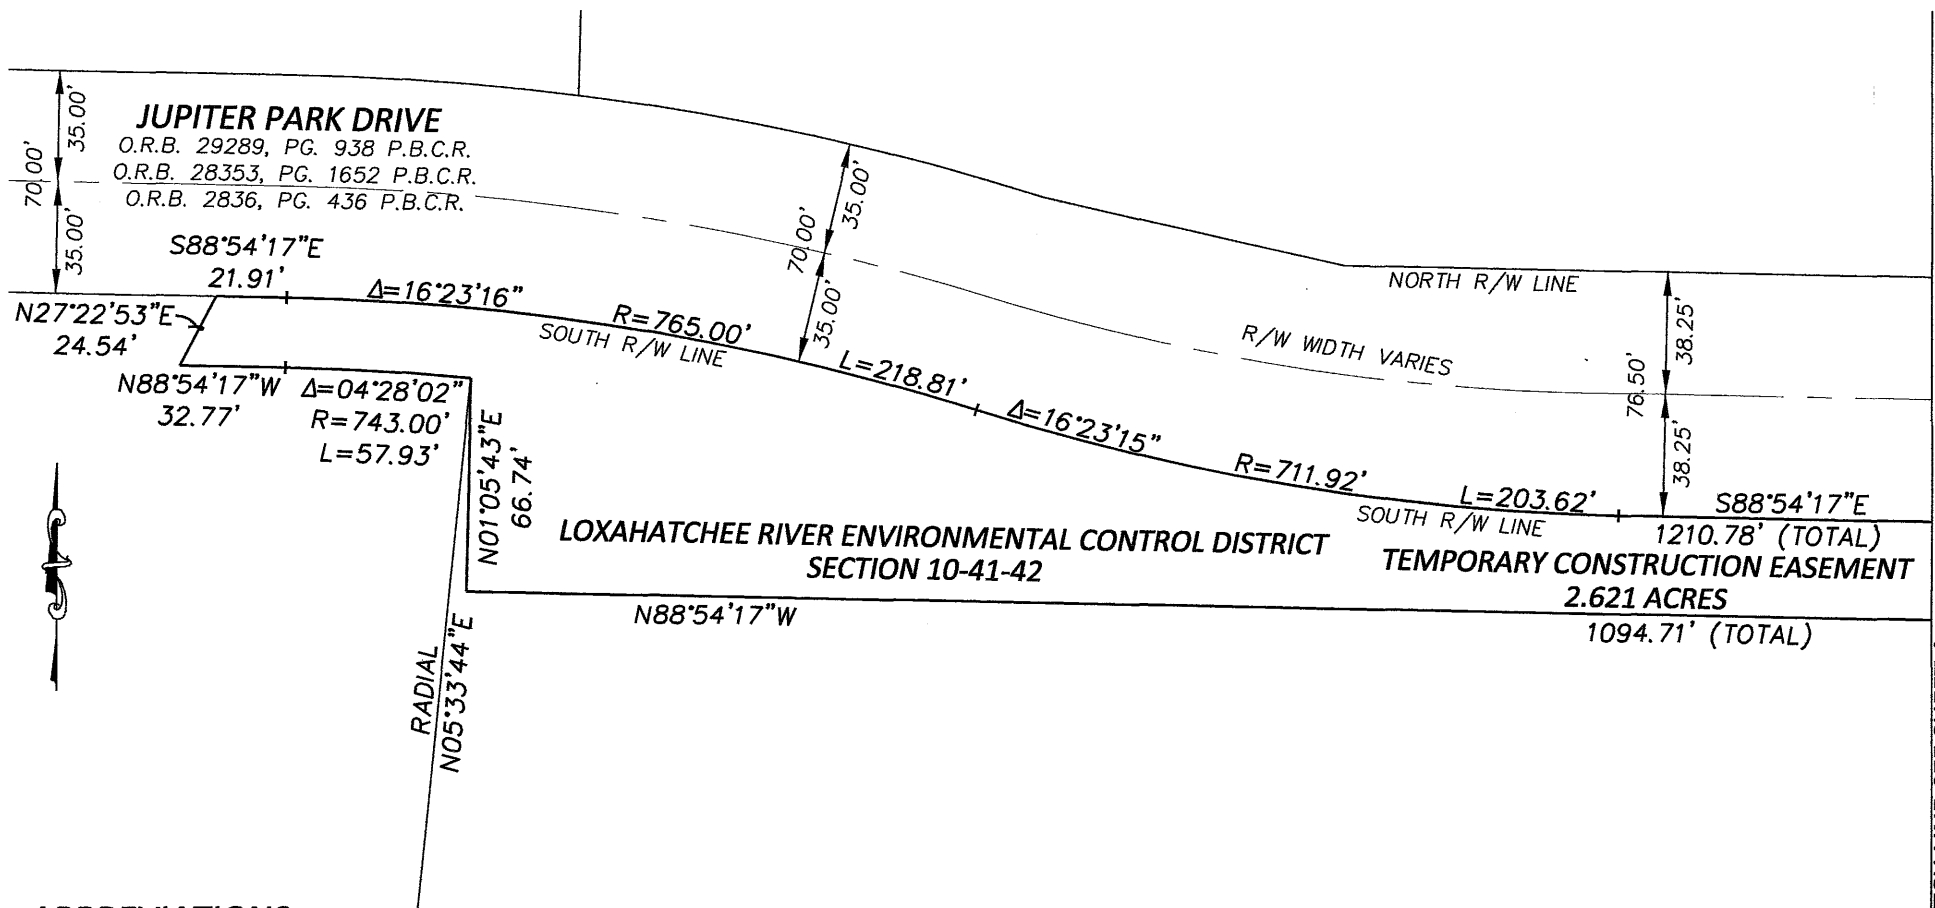 35.00'
70.00'
35.00'
JUPITER PARK DRIVE
O.R.B. 29289, PG. 938 P.B.C.R.
O.R.B. 28353, PG. 1652 P.B.C.R.
O.R.B. 2836, PG. 436 P.B.C.R.
S88°54'17"E
21.91'
N27°22'53"E
24.54'
N88°54'17"W
32.77'
Δ=16°23'16"
R=765.00'
L=218.81'
SOUTH R/W LINE
Δ=04°28'02"
R=743.00'
L=57.93'
35.00'
70.00'
35.00'
NORTH R/W LINE
R/W WIDTH VARIES
38.25'
76.50'
38.25'
Δ=16°23'15"
R=711.92'
L=203.62'
SOUTH R/W LINE
S88°54'17"E
1210.78' (TOTAL)
N01°05'43"E
66.74'
LOXAHATCHEE RIVER ENVIRONMENTAL CONTROL DISTRICT
SECTION 10-41-42
TEMPORARY CONSTRUCTION EASEMENT
2.621 ACRES
N88°54'17"W
1094.71' (TOTAL)
RADIAL
N05°33'44"E